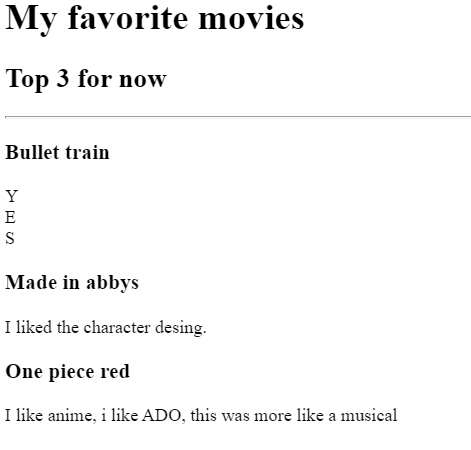 My favorite movies
Top 3 for now
Bullet train
Y
E
S
Made in abbys
I liked the character desing.
One piece red
I like anime, i like ADO, this was more like a musical